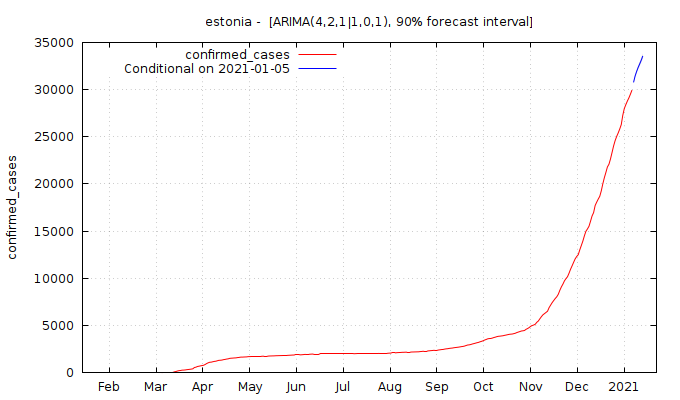 estonia - [ARIMA(4,2,1|1,0,1), 90% forecast interval]
confirmed_cases
Conditional on 2021-01-05
35000
30000
25000
20000
15000
10000
5000
0
confirmed_cases
Feb Mar Apr May Jun Jul Aug Sep Oct Nov Dec 2021